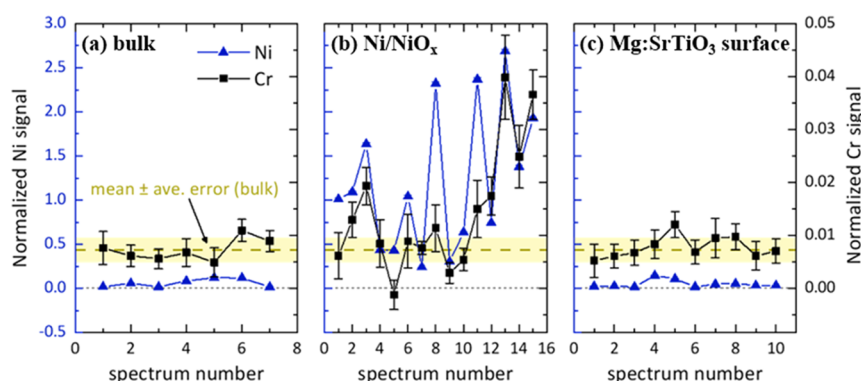 (a) bulk
(b) Ni/NiOₓ
(c) Mg:SrTiO₃ surface
Ni
Cr
mean ± ave. error (bulk)
Normalized Ni signal
3.0
2.5
2.0
1.5
1.0
0.5
0.0
-0.5
Normalized Cr signal
0.05
0.04
0.03
0.02
0.01
0.00
0 2 4 6 8
0 2 4 6 8 10 12 14 16
0 2 4 6 8 10
spectrum number
spectrum number
spectrum number